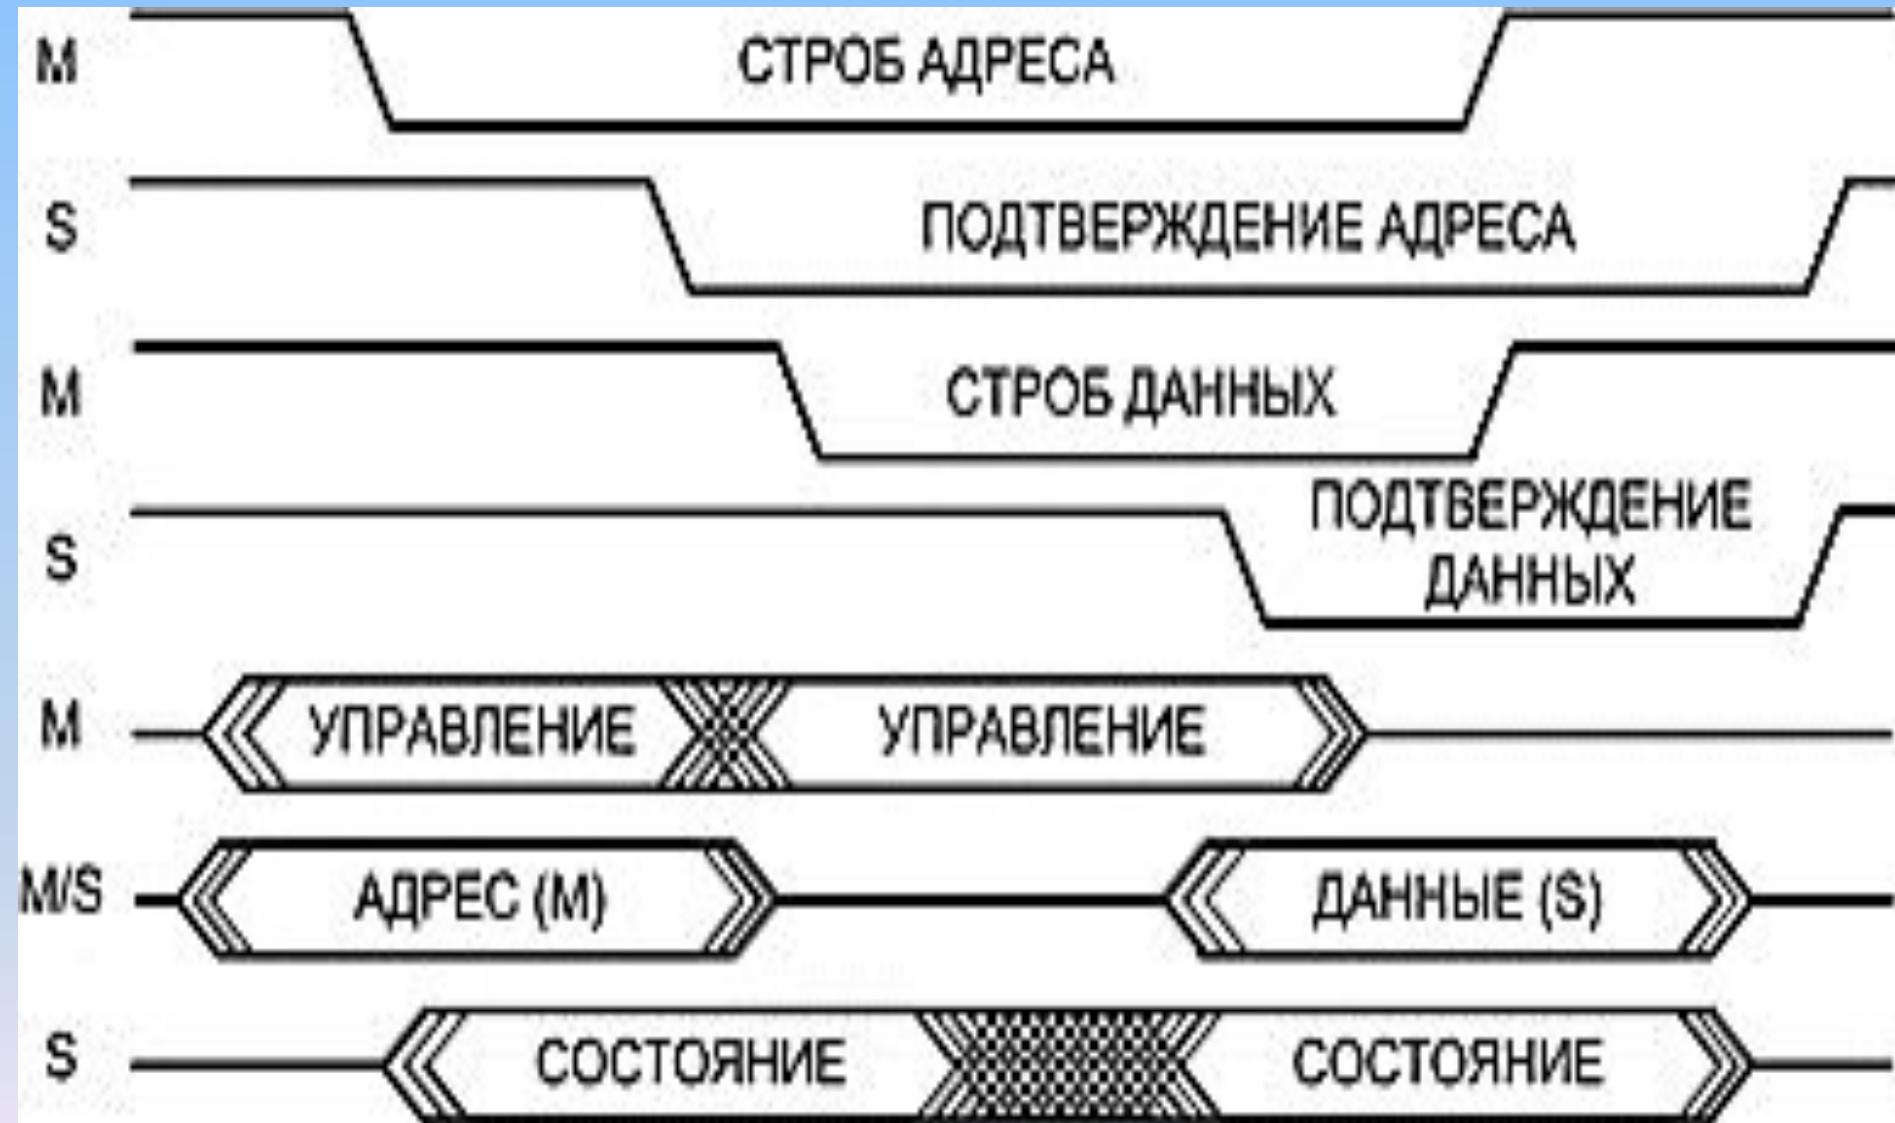 M СТРОБ АДРЕСА
S ПОДТВЕРЖДЕНИЕ АДРЕСА
M СТРОБ ДАННЫХ
S ПОДТВЕРЖДЕНИЕ
ДАННЫХ
M УПРАВЛЕНИЕ УПРАВЛЕНИЕ
M/S АДРЕС (M) ДАННЫЕ (S)
S СОСТОЯНИЕ СОСТОЯНИЕ